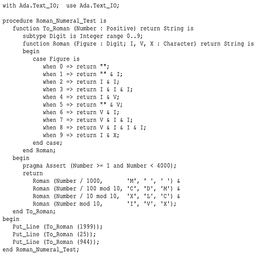 with Ada.Text_IO;  use Ada.Text_IO;

procedure Roman_Numeral_Test is
   function To_Roman (Number : Positive) return String is
      subtype Digit is Integer range 0..9;
      function Roman (Figure : Digit; I, V, X : Character) return String is
      begin
         case Figure is
            when 0 => return "";
            when 1 => return "" & I;
            when 2 => return I & I;
            when 3 => return I & I & I;
            when 4 => return I & V;
            when 5 => return "" & V;
            when 6 => return V & I;
            when 7 => return V & I & I;
            when 8 => return V & I & I & I;
            when 9 => return I & X;
         end case;
      end Roman;
   begin
      pragma Assert (Number >= 1 and Number < 4000);
      return
         Roman (Number / 1000,       'M', ' ', ' ') &
         Roman (Number / 100 mod 10, 'C', 'D', 'M') &
         Roman (Number / 10 mod 10,  'X', 'L', 'C') &
         Roman (Number mod 10,       'I', 'V', 'X');
   end To_Roman;
begin
   Put_Line (To_Roman (1999));
   Put_Line (To_Roman (25));
   Put_Line (To_Roman (944));
end Roman_Numeral_Test;